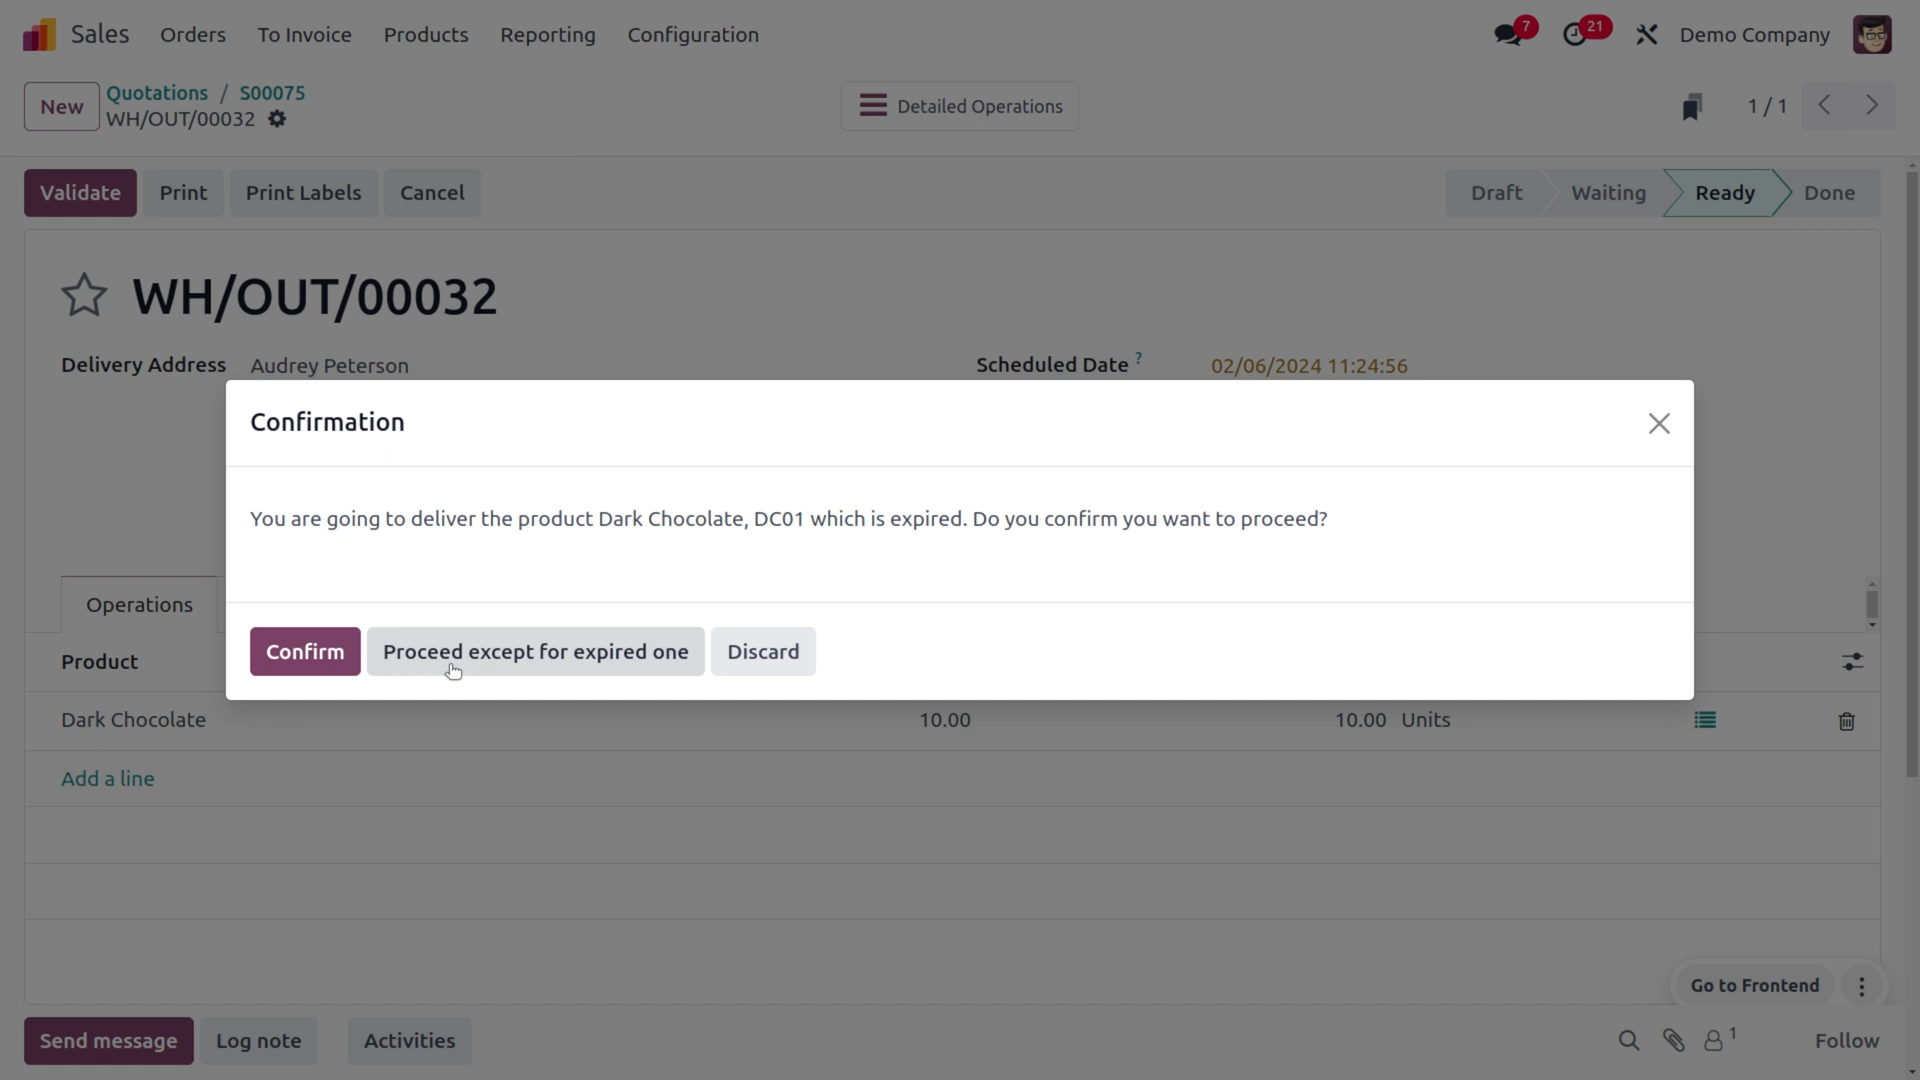 Sales Orders To Invoice Products Reporting Configuration 7 21 Demo Company
New Quotations / S00075
WH/OUT/00032
Detailed Operations
1 / 1
Validate Print Print Labels Cancel Draft Waiting Ready Done
WH/OUT/00032
Delivery Address Audrey Peterson Scheduled Date ? 02/06/2024 11:24:56
Confirmation
You are going to deliver the product Dark Chocolate, DC01 which is expired. Do you confirm you want to proceed?
Operations
Confirm Proceed except for expired one Discard
Product
Dark Chocolate 10.00 10.00 Units
Add a line
Go to Frontend
Send message Log note Activities 1 Follow